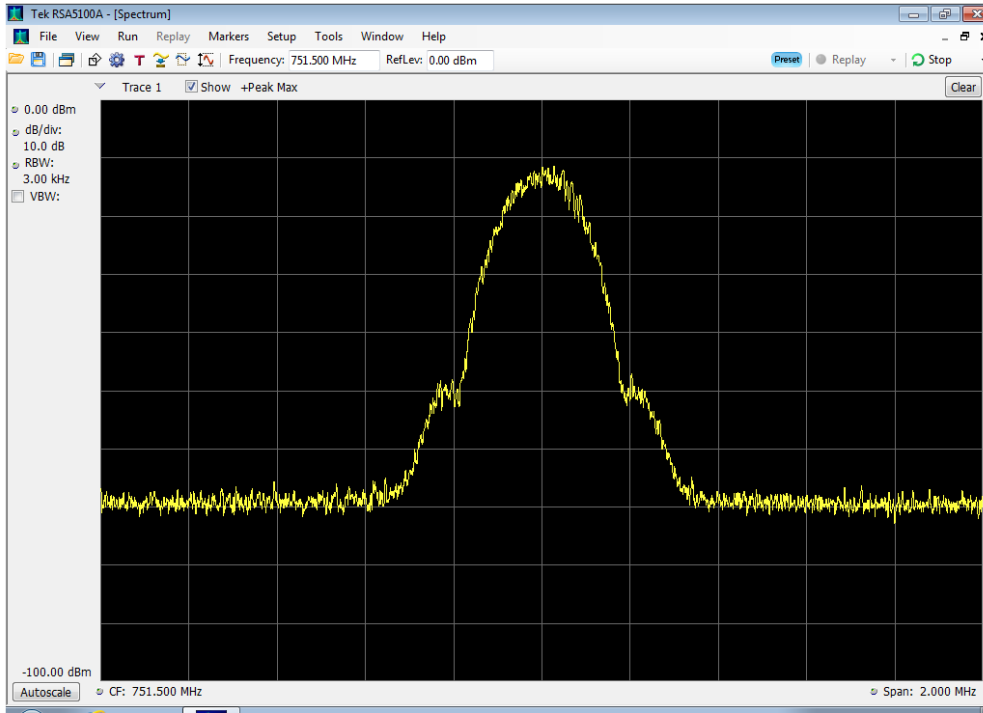 Tek RSA5100A - [Spectrum]
File View Run Replay Markers Setup Tools Window Help
T Frequency: 751.500 MHz RefLev: 0.00 dBm Preset Replay Stop
Trace 1 Show +Peak Max Clear
0.00 dBm
dB/div:
10.0 dB
RBW:
3.00 kHz
VBW:
-100.00 dBm
Autoscale CF: 751.500 MHz Span: 2.000 MHz